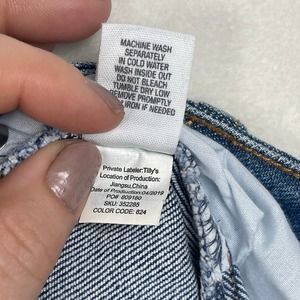 MACHINE WASH
SEPARATELY
IN COLD WATER
WASH INSIDE OUT
DO NOT BLEACH
TUMBLE DRY LOW
REMOVE PROMPTLY
IRON IF NEEDED
Private Labeler:Tilly's
Location of Production:
Jiangsu,China
Date of Production:04/2019
PO#: 809180
SKU: 352285
COLOR CODE: 824